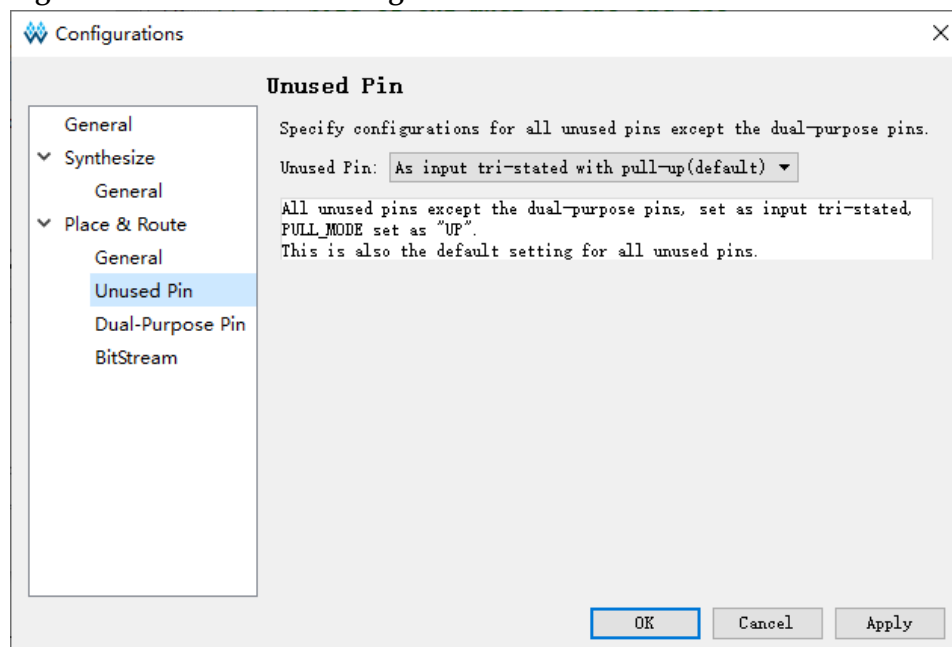 Configurations
Unused Pin
General
Synthesize
General
Place & Route
General
Unused Pin
Dual-Purpose Pin
BitStream
Specify configurations for all unused pins except the dual-purpose pins.
Unused Pin: As input tri-stated with pull-up(default)
All unused pins except the dual-purpose pins, set as input tri-stated,
PULL_MODE set as "UP".
This is also the default setting for all unused pins.
OK Cancel Apply